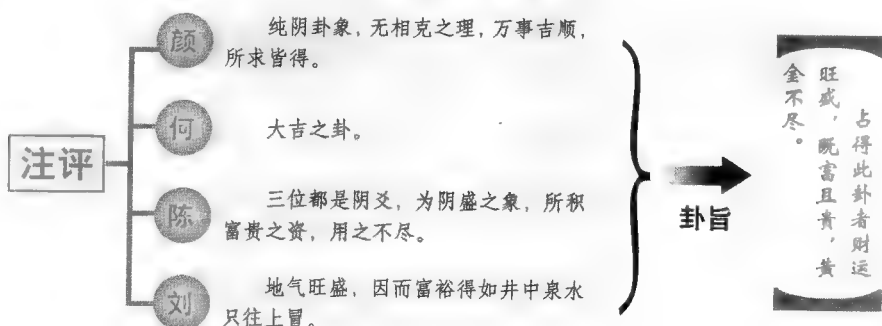 注评
颜
纯阴卦象，无相克之理，万事吉顺，
所求皆得。
何
大吉之卦。
陈
三位都是阴爻，为阴盛之象，所积
富贵之资，用之不尽。
刘
地气旺盛，因而富裕得如井中泉水
只往上冒。
卦旨
占得此卦者财运
旺盛，既富且贵，黄
金不尽。